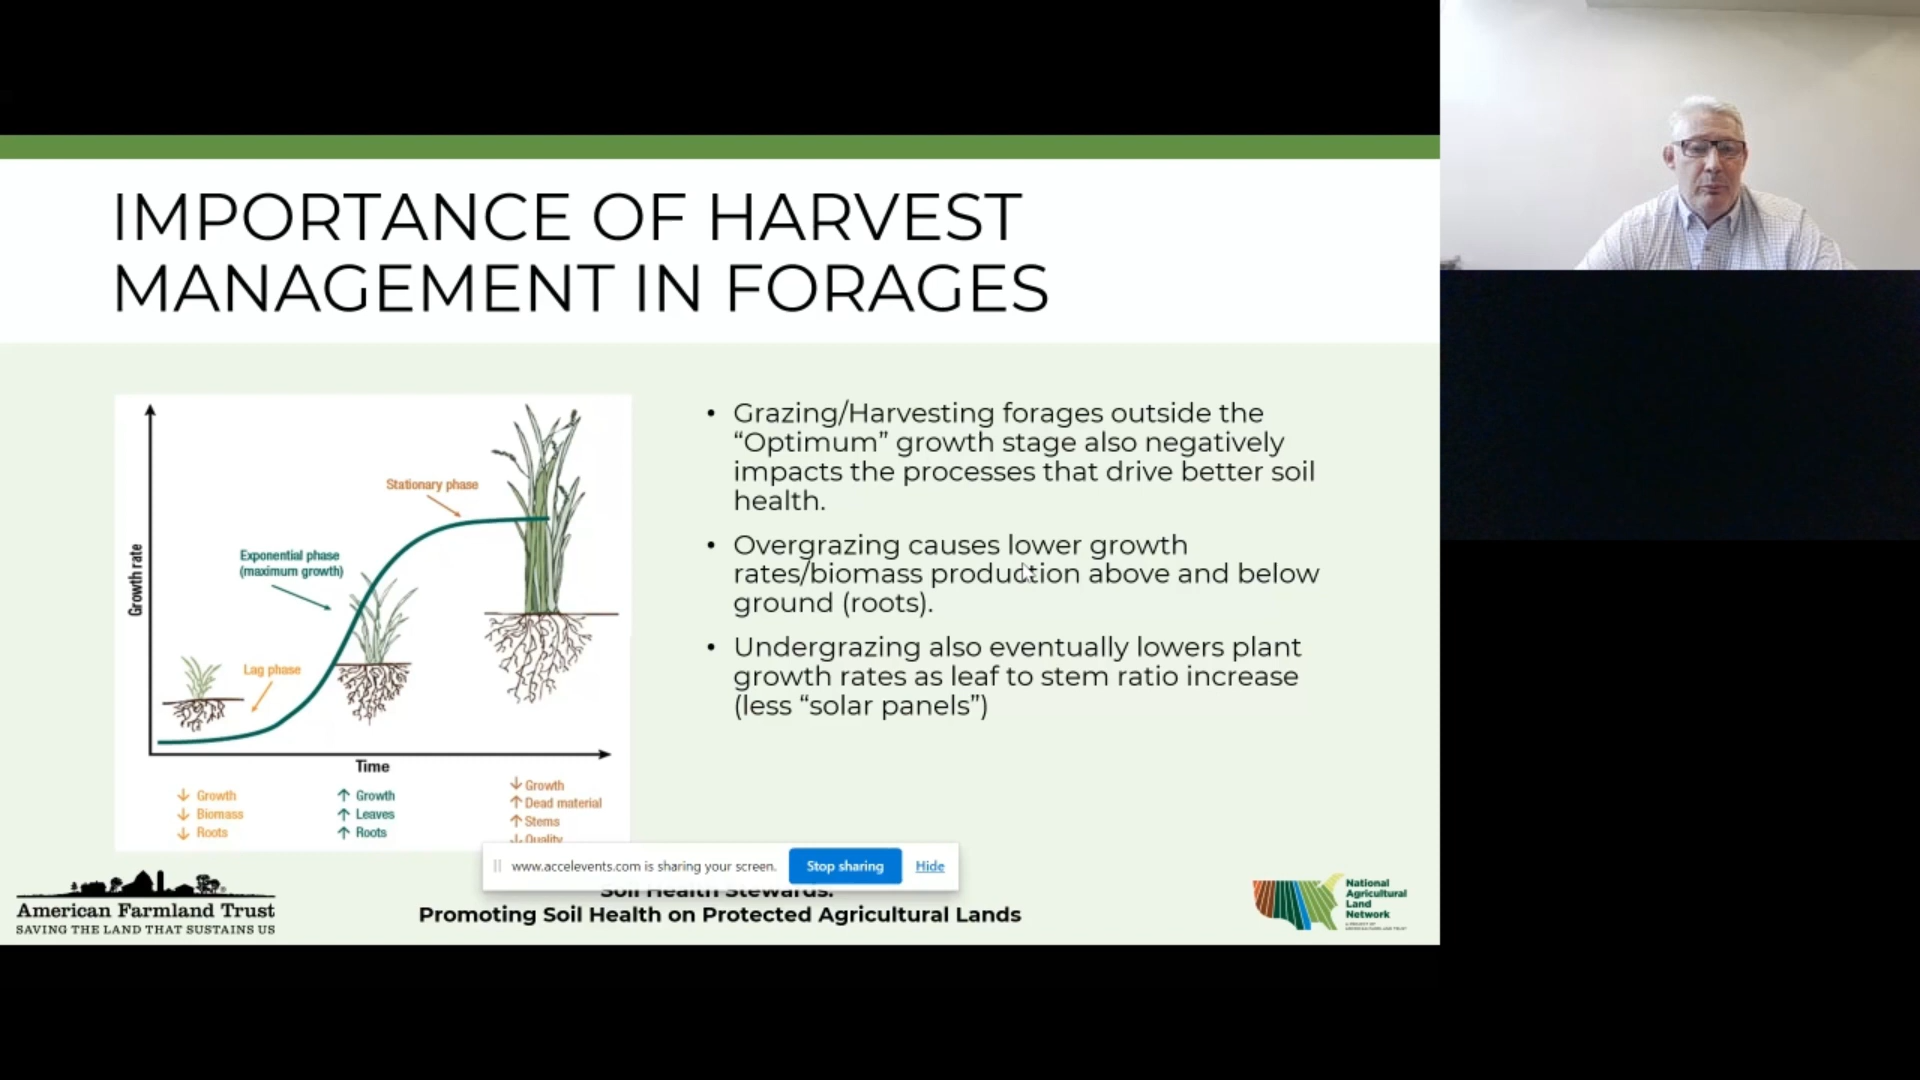 IMPORTANCE OF HARVEST
MANAGEMENT IN FORAGES
Growth rate
Stationary phase
Exponential phase
(maximum growth)
Lag phase
Time
↓ Growth
↓ Biomass
↓ Roots
↑ Growth
↑ Leaves
↑ Roots
↓ Growth
↑ Dead material
↑ Stems
↓ Quality
• Grazing/Harvesting forages outside the
“Optimum” growth stage also negatively
impacts the processes that drive better soil
health.
• Overgrazing causes lower growth
rates/biomass production above and below
ground (roots).
• Undergrazing also eventually lowers plant
growth rates as leaf to stem ratio increase
(less “solar panels”)
www.accelevents.com is sharing your screen.
Stop sharing
Hide
American Farmland Trust
SAVING THE LAND THAT SUSTAINS US
Soil Health Stewards:
Promoting Soil Health on Protected Agricultural Lands
National
Agricultural
Land
Network
A PROJECT OF
AMERICAN FARMLAND TRUST